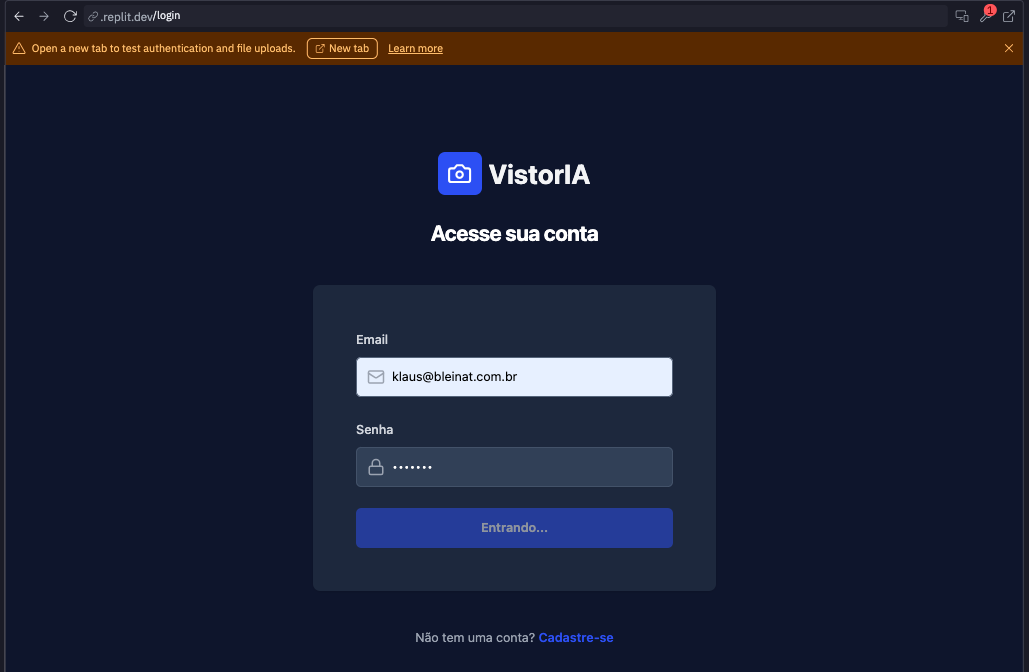 .replit.dev/login
1
Open a new tab to test authentication and file uploads. New tab Learn more
VistorIA
Acesse sua conta
Email
klaus@bleinat.com.br
Senha
•••••••
Entrando...
Não tem uma conta? Cadastre-se